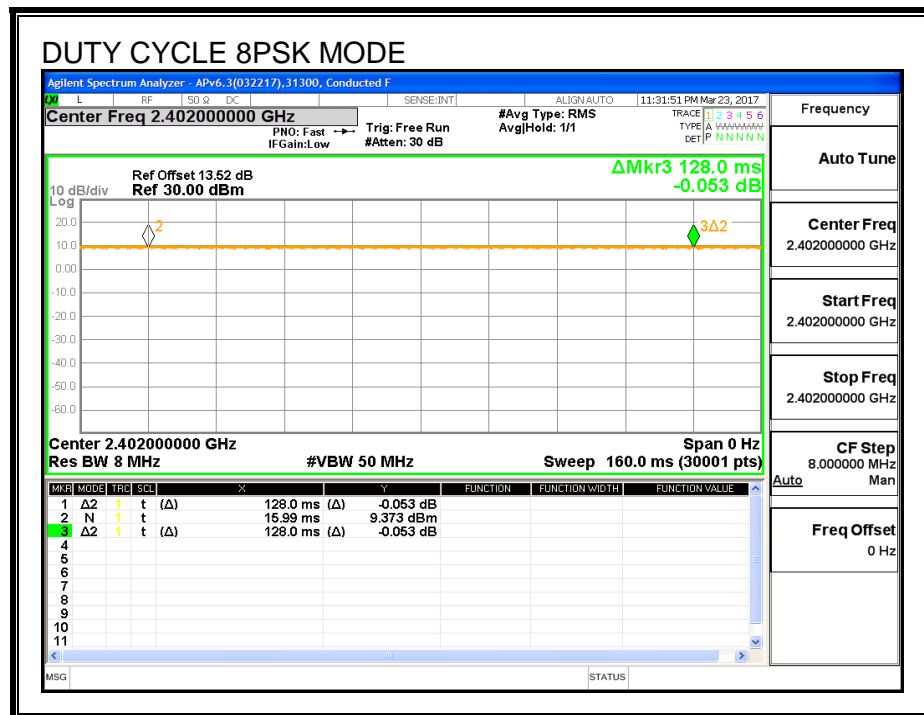 DUTY CYCLE 8PSK MODE
Agilent Spectrum Analyzer - APv6.3(032217),31300, Conducted F
LXI L RF 50 Ω DC SENSE:INT ALIGN AUTO 11:31:51 PM Mar 23, 2017
Center Freq 2.402000000 GHz
PNO: Fast
IFGain:Low
Trig: Free Run
#Atten: 30 dB
#Avg Type: RMS
Avg|Hold: 1/1
TRACE 1 2 3 4 5 6
TYPE A WWWWW
DET P N N N N N
Ref Offset 13.52 dB
Ref 30.00 dBm
10 dB/div
Log
ΔMkr3 128.0 ms
-0.053 dB
20.0
10.0
0.00
-10.0
-20.0
-30.0
-40.0
-50.0
-60.0
2
3Δ2
Center 2.402000000 GHz Span 0 Hz
Res BW 8 MHz #VBW 50 MHz Sweep 160.0 ms (30001 pts)
MKR MODE TRC SCL X Y FUNCTION FUNCTION WIDTH FUNCTION VALUE
1 Δ2 1 t (Δ) 128.0 ms (Δ) -0.053 dB
2 N 1 t 15.99 ms 9.373 dBm
3 Δ2 1 t (Δ) 128.0 ms (Δ) -0.053 dB
4
5
6
7
8
9
10
11
MSG STATUS
Frequency
Auto Tune
Center Freq
2.402000000 GHz
Start Freq
2.402000000 GHz
Stop Freq
2.402000000 GHz
CF Step
8.000000 MHz
Auto Man
Freq Offset
0 Hz